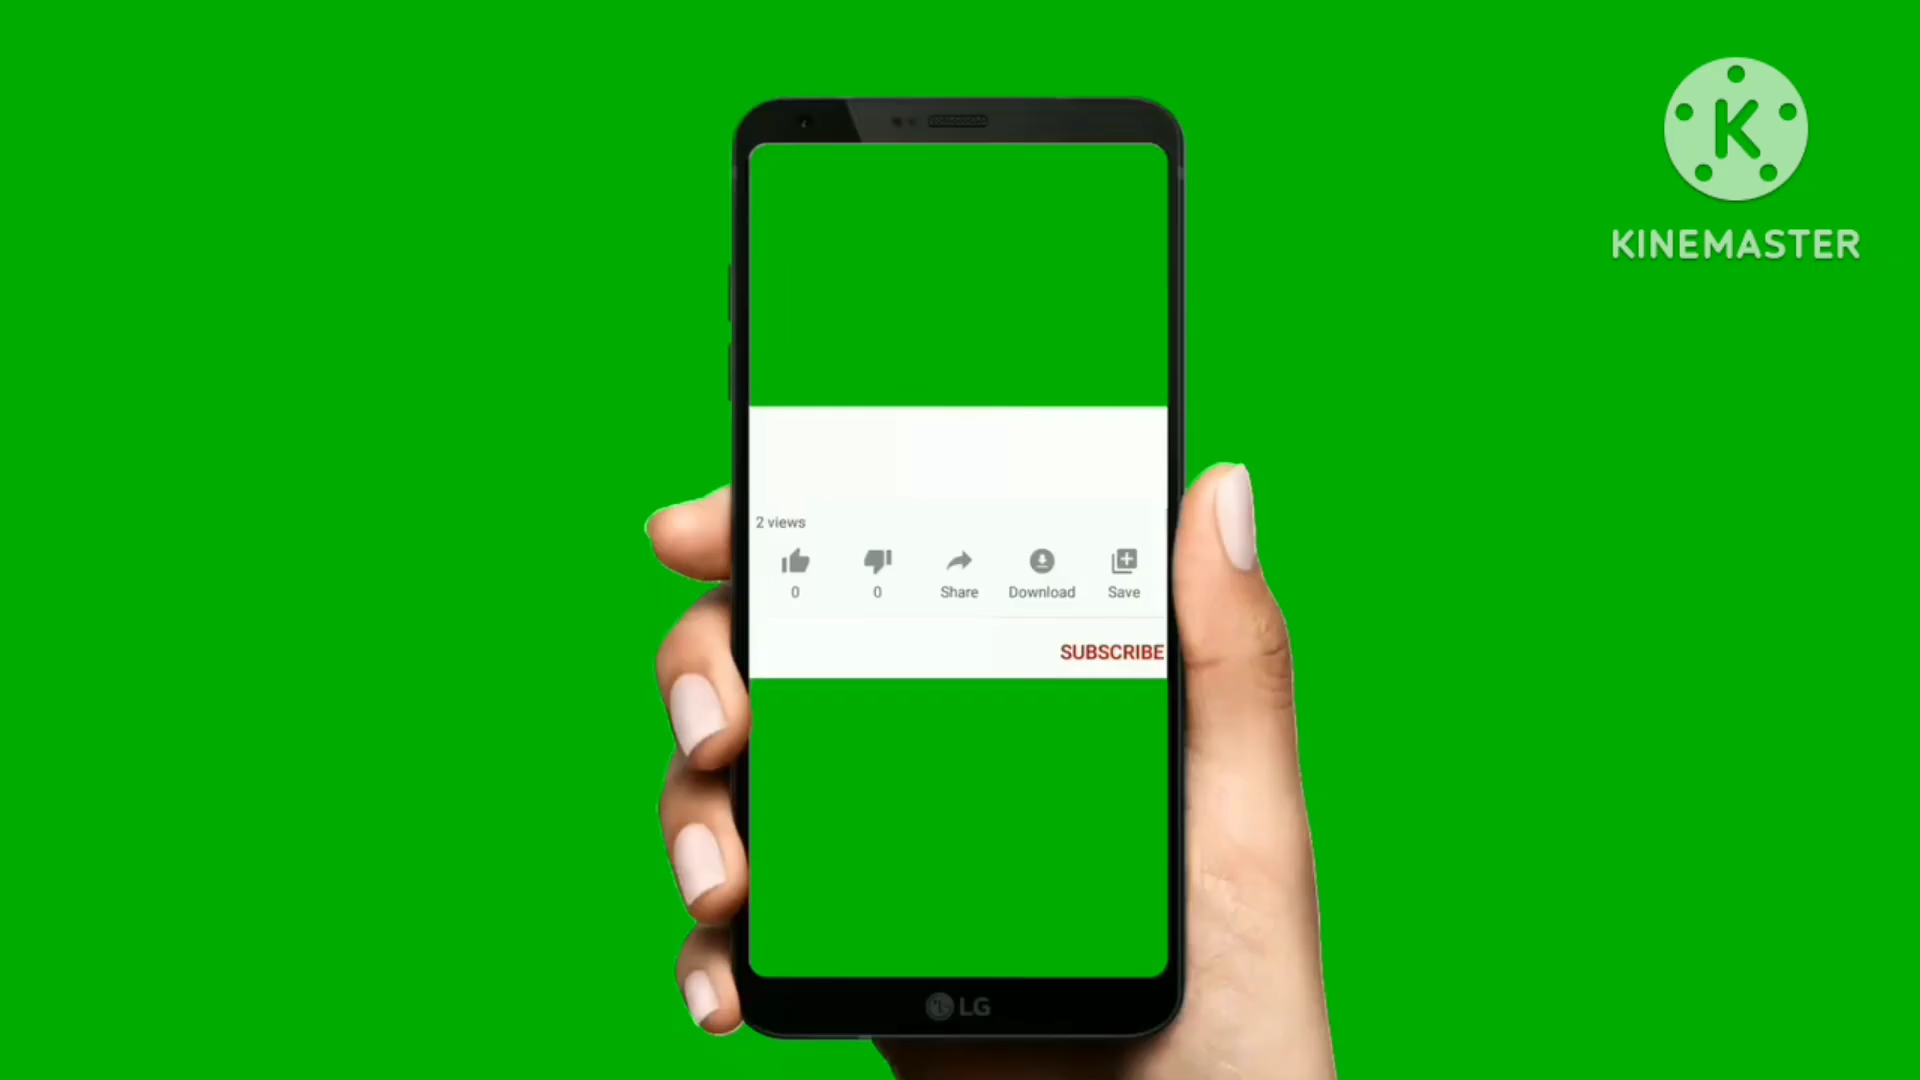 K
KINEMASTER
2 views
0 0 Share Download Save
SUBSCRIBE
LG